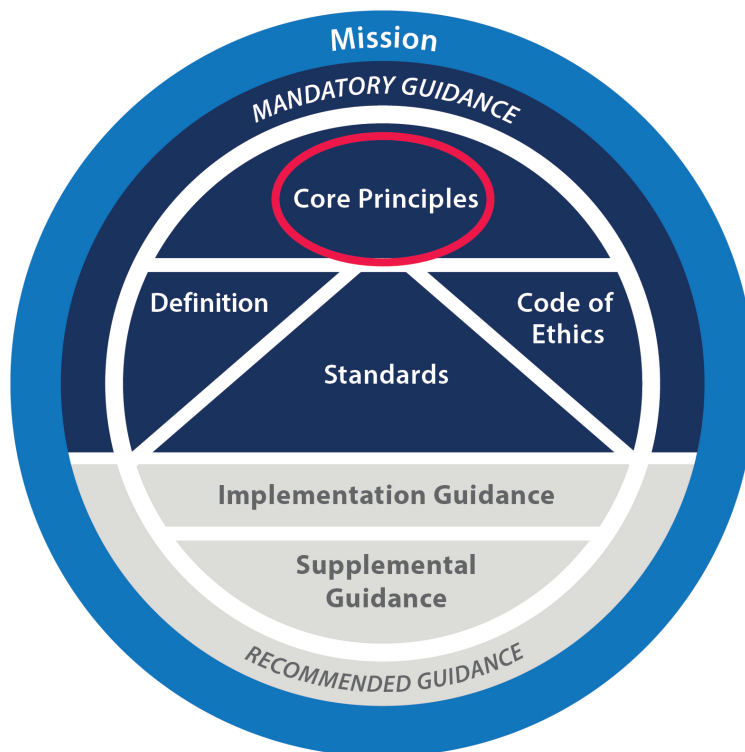 Mission
MANDATORY GUIDANCE
Core Principles
Definition
Code of
Ethics
Standards
Implementation Guidance
Supplemental
Guidance
RECOMMENDED GUIDANCE